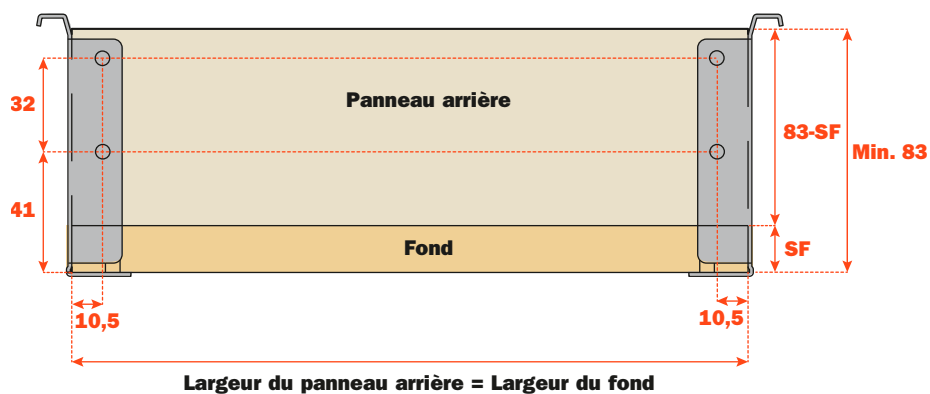 32
Panneau arrière
83-SF
Min. 83
41
Fond
SF
10,5
10,5
Largeur du panneau arrière = Largeur du fond